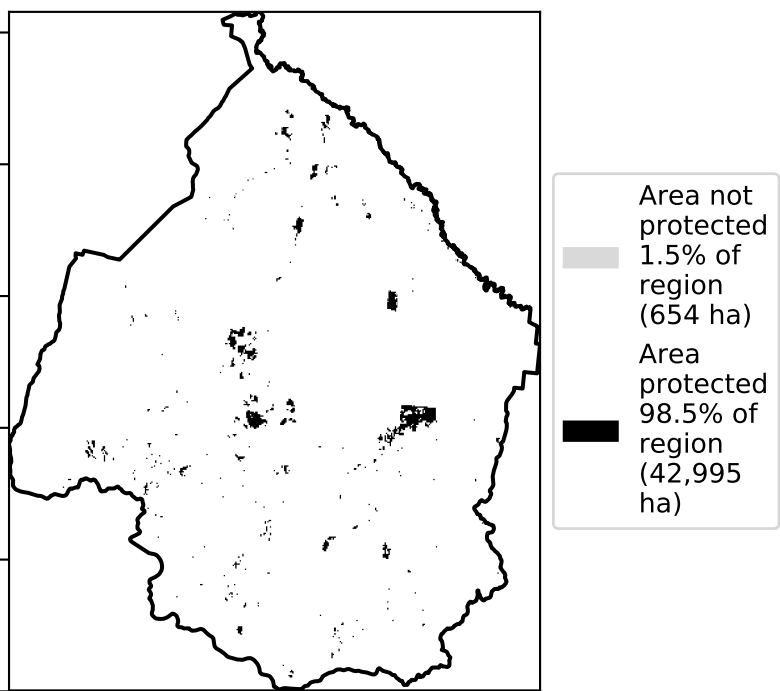 Area not
protected
1.5% of
region
(654 ha)
Area
protected
98.5% of
region
(42,995
ha)